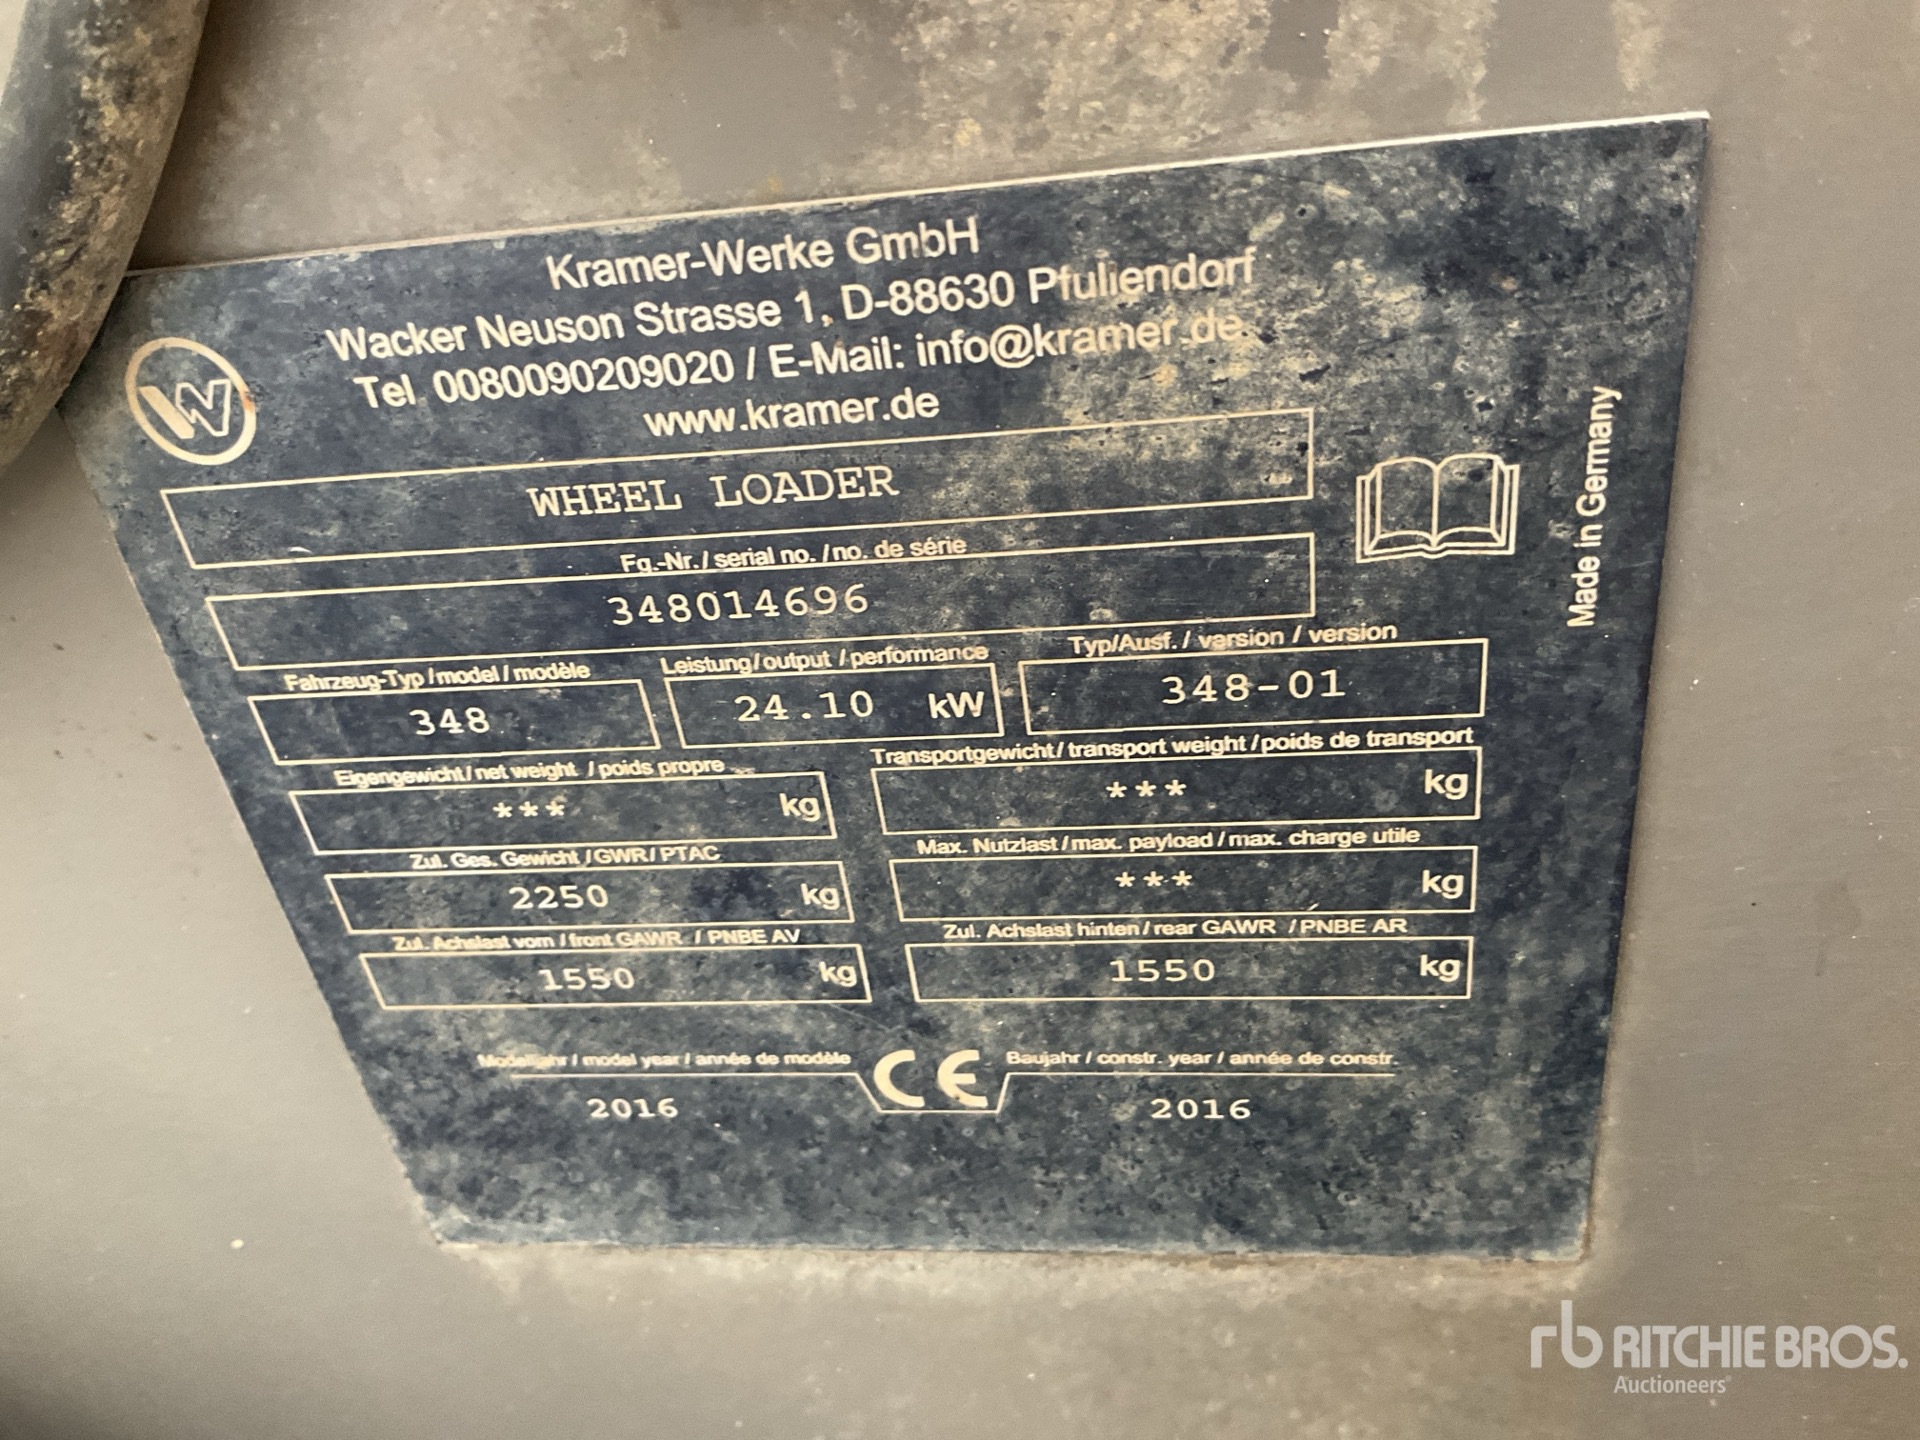 Kramer-Werke GmbH
Wacker Neuson Strasse 1, D-88630 Pfullendorf
Tel. 0080090209020 / E-Mail: info@kramer.de
www.kramer.de
WHEEL LOADER
Fg.-Nr. / serial no. / no. de série
348014696
Fahrzeug-Typ / model / modèle
348
Leistung / output / performance
24.10 kW
Typ/Ausf. / version / version
348-01
Eigengewicht / net weight / poids propre
*** kg
Transportgewicht / transport weight / poids de transport
*** kg
Zul. Ges. Gewicht / GWR / PTAC
2250 kg
Max. Nutzlast / max. payload / max. charge utile
*** kg
Zul. Achslast vorn / front GAWR / PNBE AV
1550 kg
Zul. Achslast hinten / rear GAWR / PNBE AR
1550 kg
Modelljahr / model year / année de modèle
2016
CE
Baujahr / constr. year / année de constr.
2016
Made in Germany
rb RITCHIE BROS.
Auctioneers